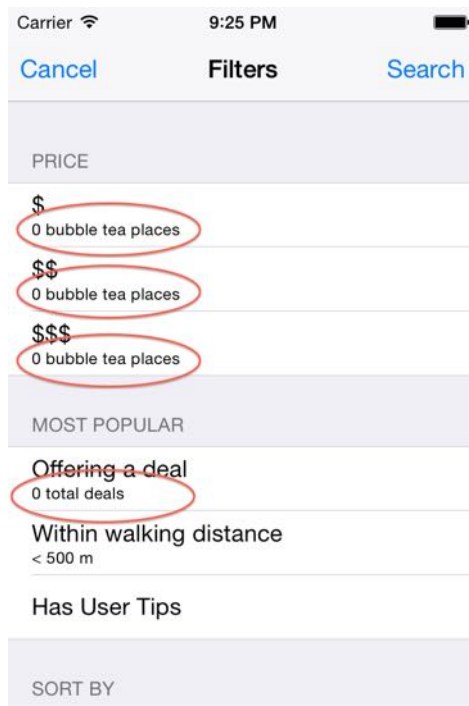 Carrier 9:25 PM
Cancel Filters Search
PRICE
$
0 bubble tea places
$$
0 bubble tea places
$$$
0 bubble tea places
MOST POPULAR
Offering a deal
0 total deals
Within walking distance
< 500 m
Has User Tips
SORT BY